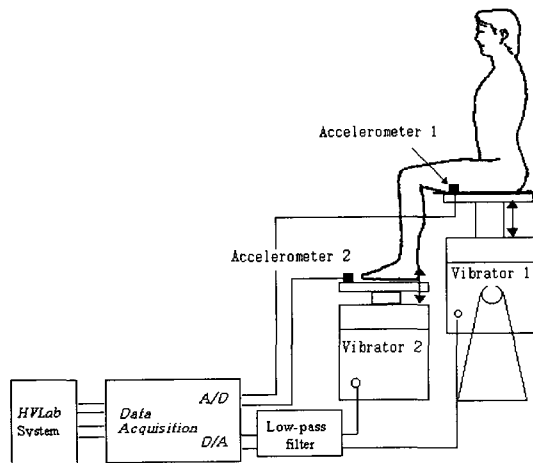 Accelerometer 1
Accelerometer 2
Vibrator 1
Vibrator 2
HVLab
System
Data
Acquisition
A/D
D/A
Low-pass
filter